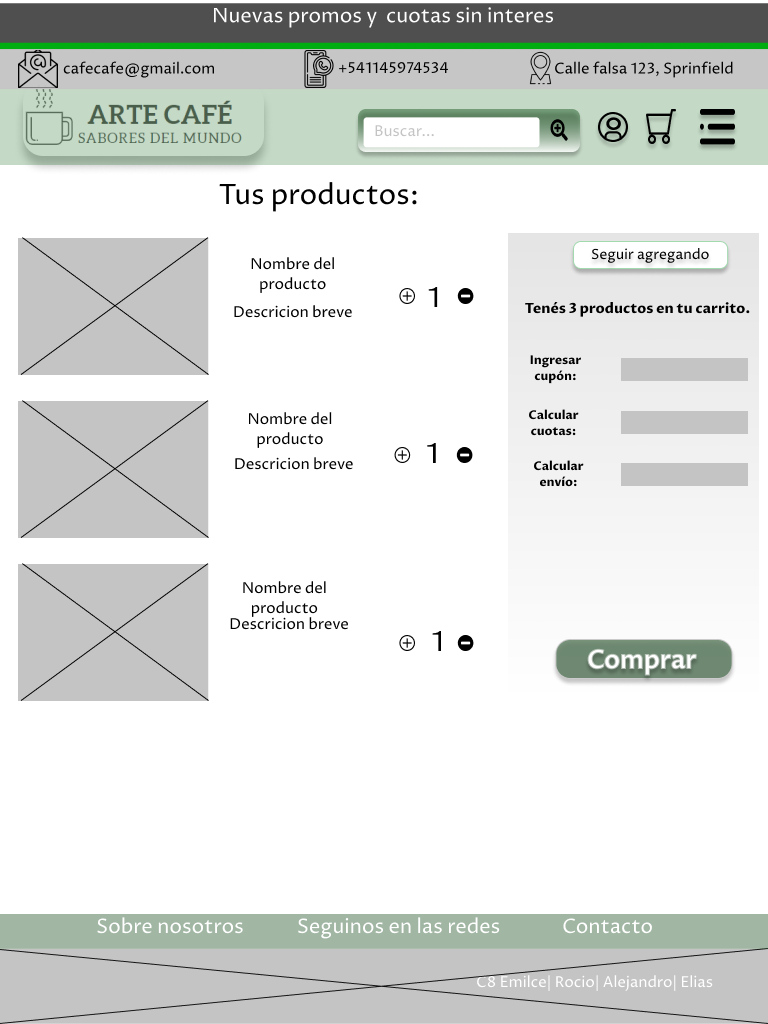 Nuevas promos y cuotas sin interes
cafecafe@gmail.com
+541145974534
Calle falsa 123, Sprinfield
ARTE CAFÉ
SABORES DEL MUNDO
Buscar...
Tus productos:
Nombre del
producto
Descricion breve
1
Nombre del
producto
Descricion breve
1
Nombre del
producto
Descricion breve
1
Seguir agregando
Tenés 3 productos en tu carrito.
Ingresar
cupón:
Calcular
cuotas:
Calcular
envío:
Comprar
Sobre nosotros
Seguinos en las redes
Contacto
C8 Emilce| Rocio| Alejandro| Elias